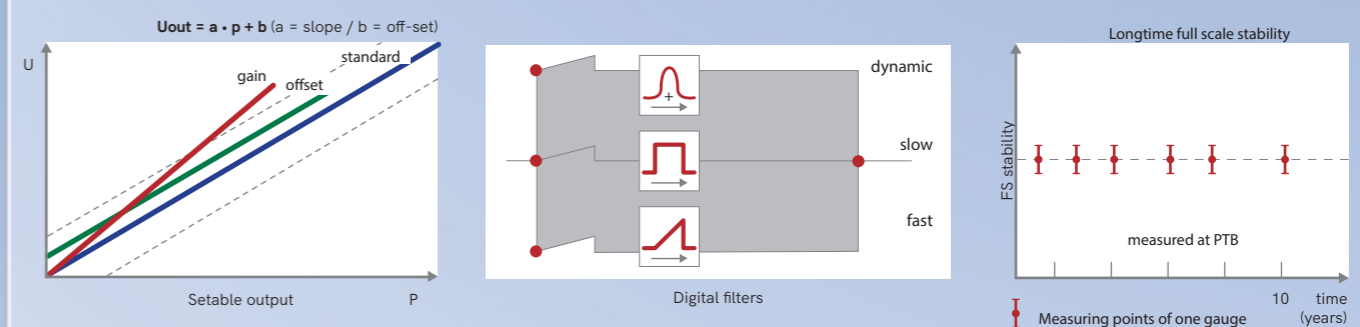 Uout = a • p + b (a = slope / b = off-set)
U
standard
gain
offset
Setable output
P
dynamic
+
slow
fast
Digital filters
Longtime full scale stability
FS stability
measured at PTB
10
time
(years)
Measuring points of one gauge